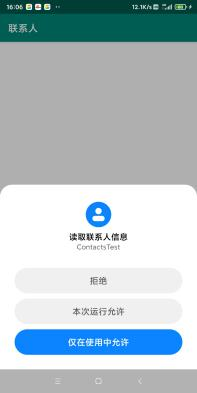 16:06 12.1K/s
联系人
读取联系人信息
ContactsTest
拒绝
本次运行允许
仅在使用中允许